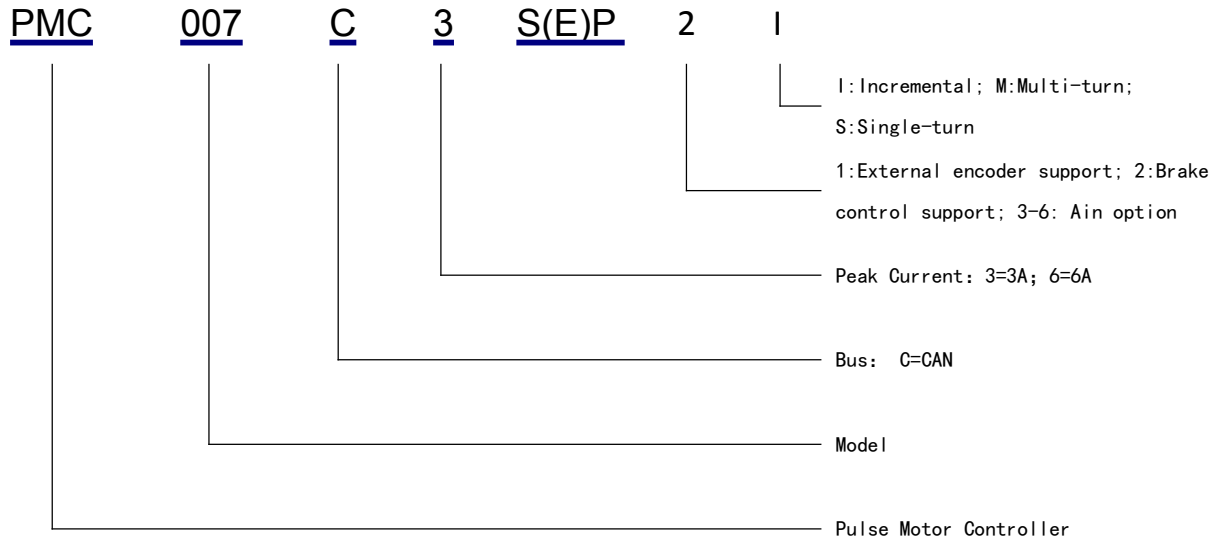 PMC 007 C 3 S(E)P 2 I
I:Incremental; M:Multi-turn;
S:Single-turn
1:External encoder support; 2:Brake
control support; 3-6: Ain option
Peak Current：3=3A；6=6A
Bus： C=CAN
Model
Pulse Motor Controller